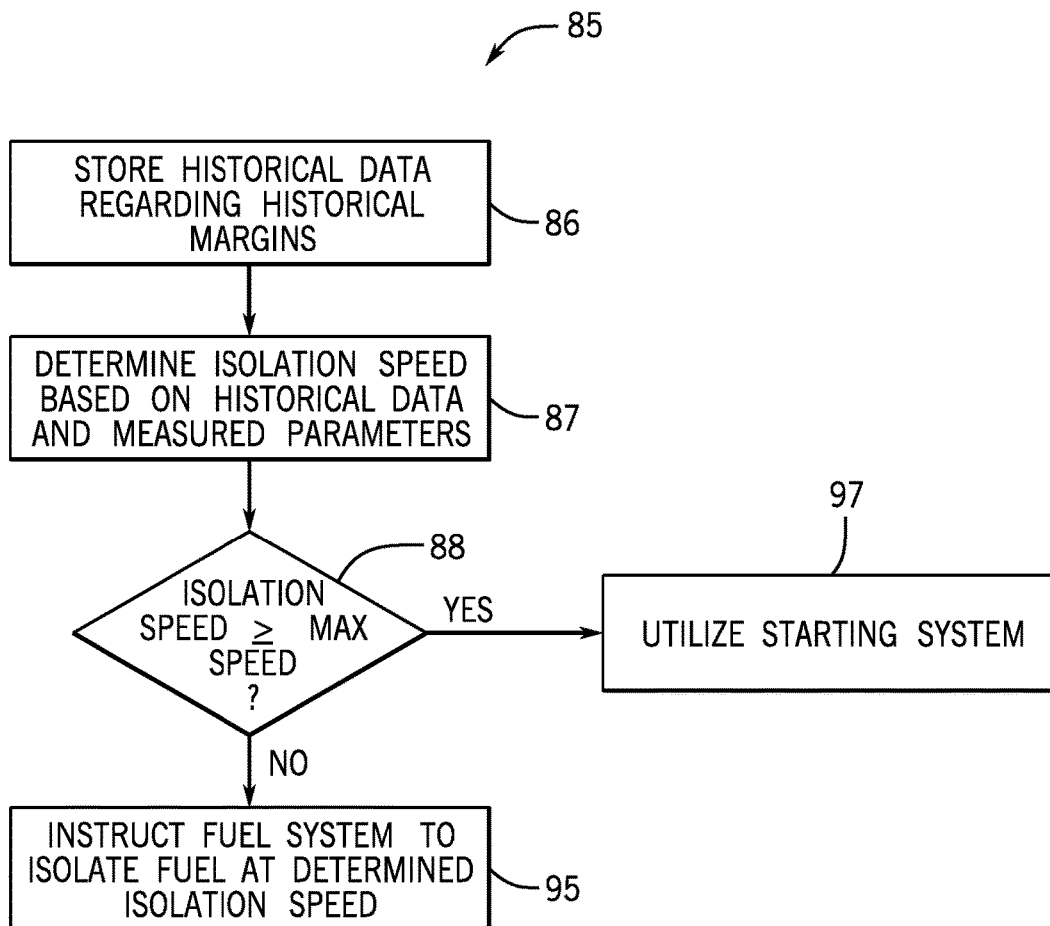 85
STORE HISTORICAL DATA
REGARDING HISTORICAL
MARGINS
86
DETERMINE ISOLATION SPEED
BASED ON HISTORICAL DATA
AND MEASURED PARAMETERS
87
88
ISOLATION
SPEED ≥ MAX
SPEED
?
YES
97
UTILIZE STARTING SYSTEM
NO
INSTRUCT FUEL SYSTEM TO
ISOLATE FUEL AT DETERMINED
ISOLATION SPEED
95